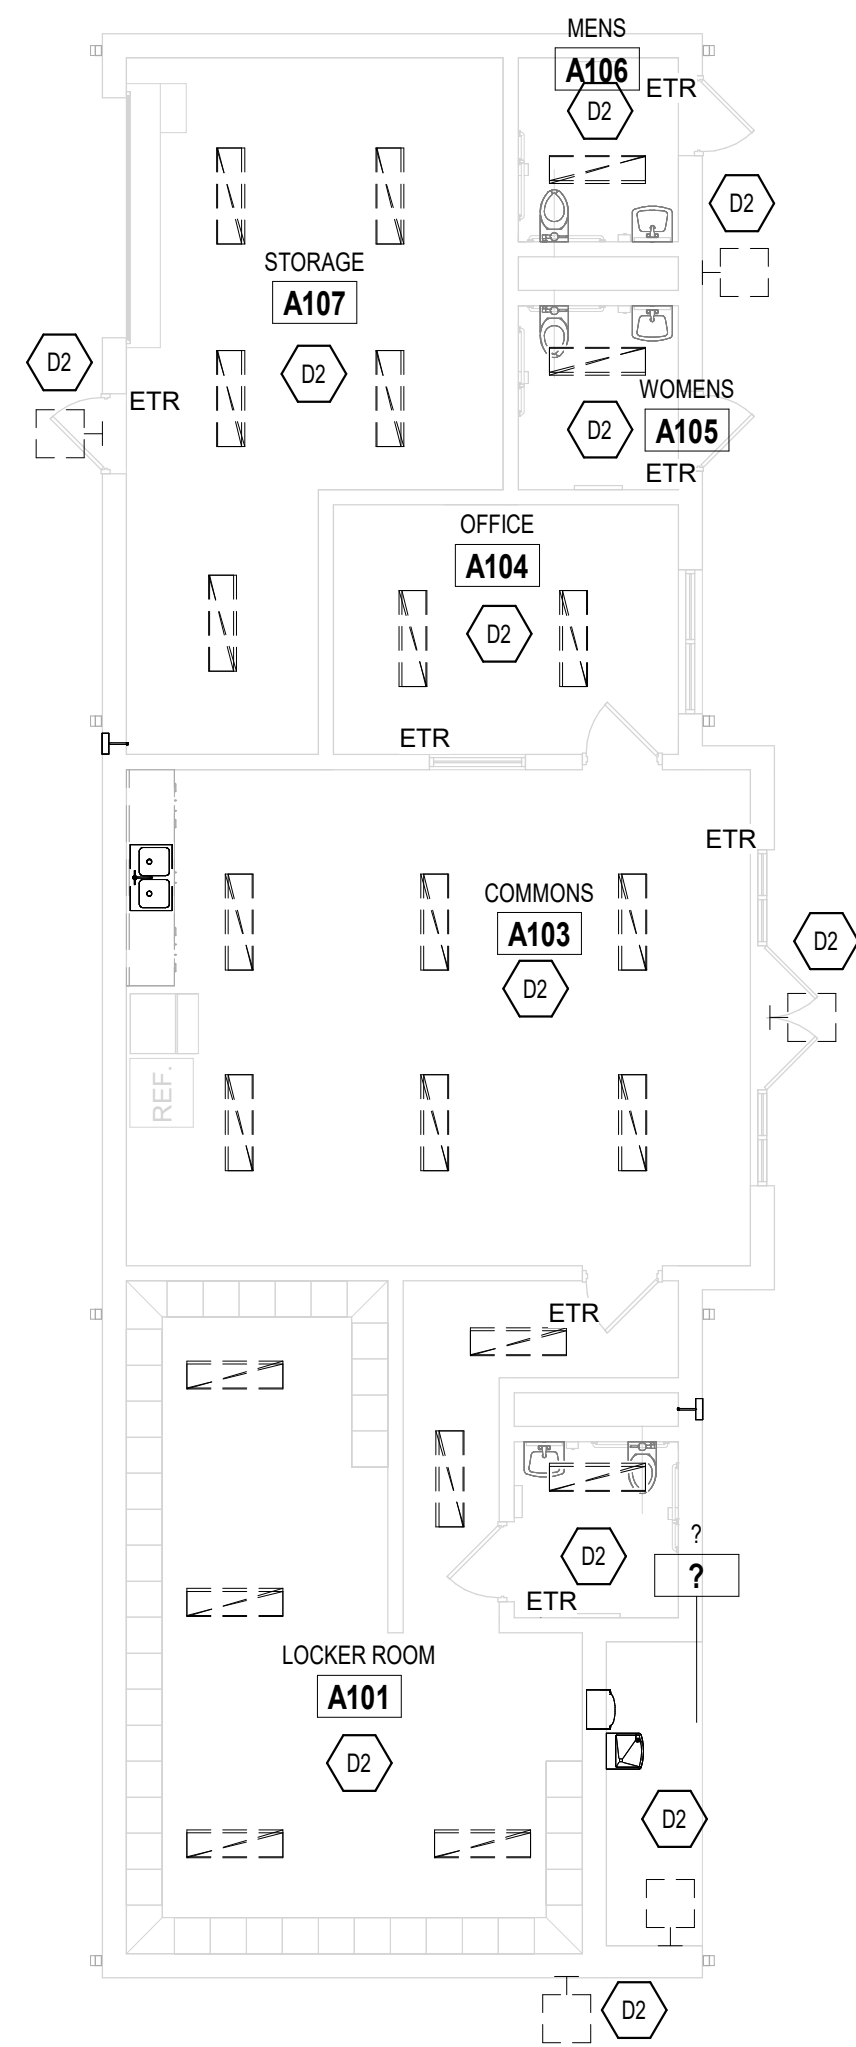 MENS
A106
D2
ETR
D2
STORAGE
A107
D2
D2
ETR
WOMENS
A105
D2
ETR
OFFICE
A104
D2
ETR
ETR
COMMONS
A103
D2
D2
REF.
ETR
?
?
D2
ETR
LOCKER ROOM
A101
D2
D2
D2